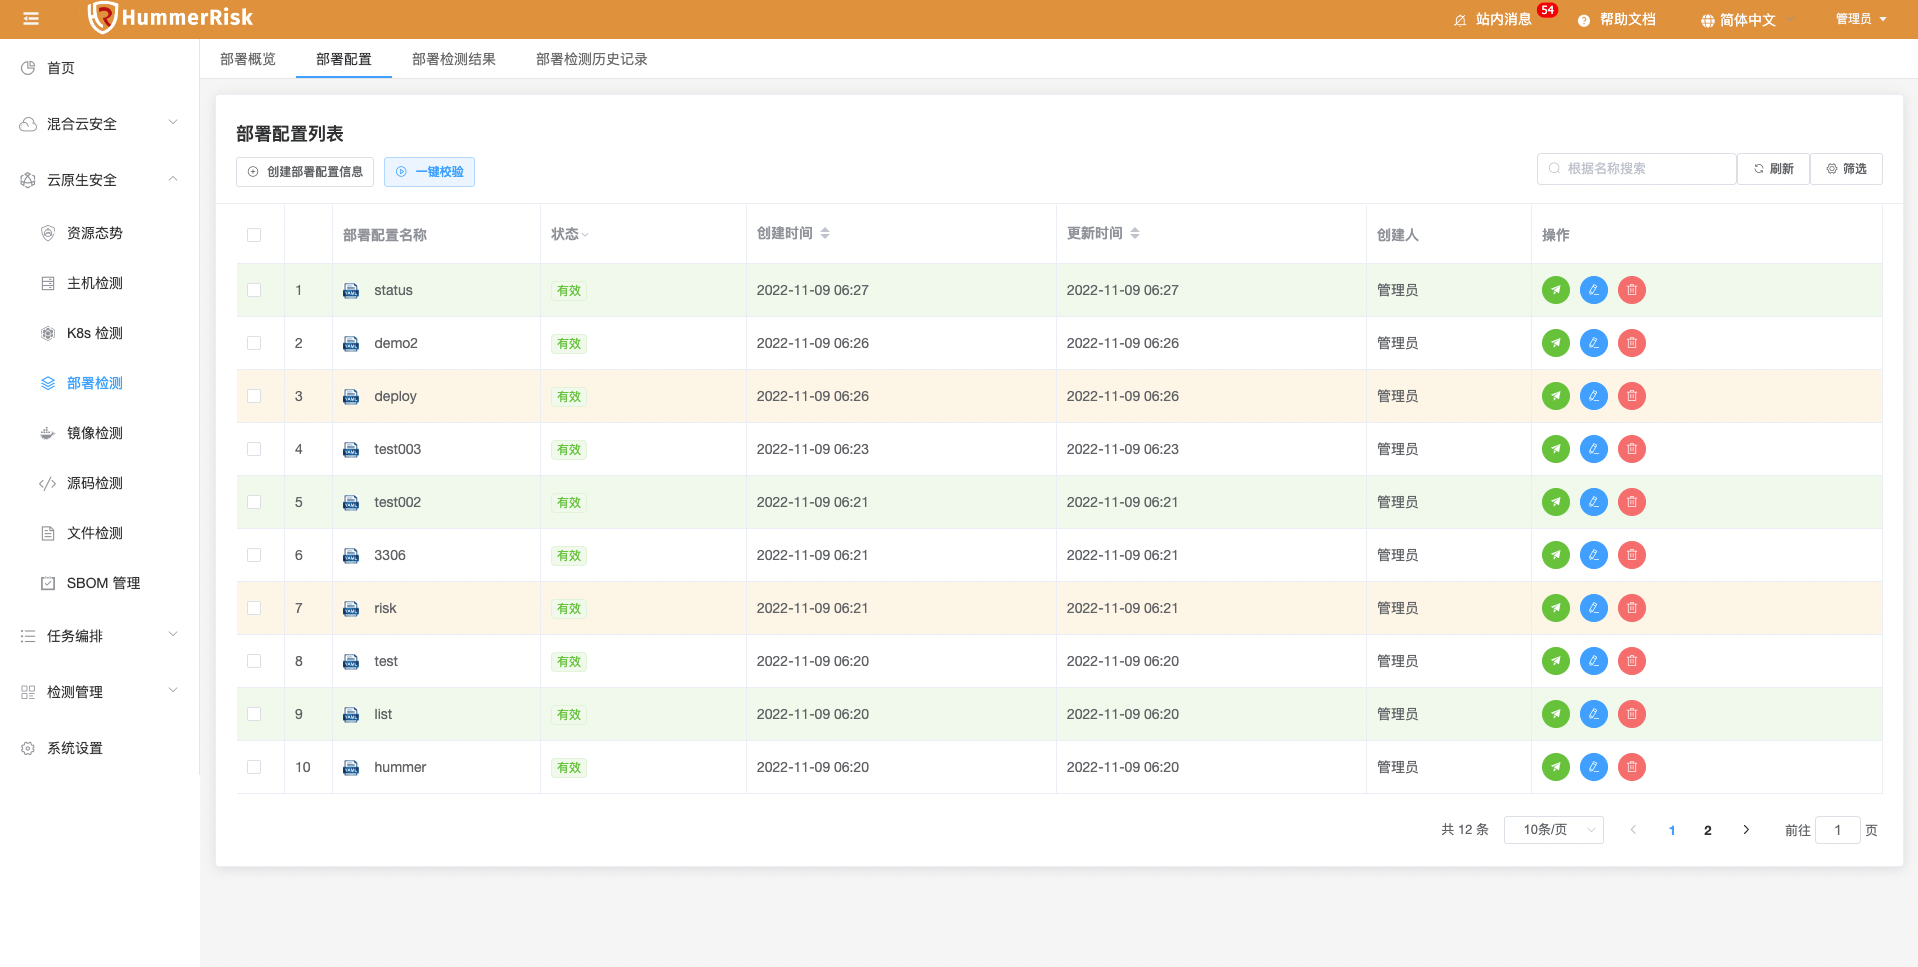 HummerRisk
站内消息 54
帮助文档
简体中文
管理员
首页
混合云安全
云原生安全
资源态势
主机检测
K8s 检测
部署检测
镜像检测
源码检测
文件检测
SBOM 管理
任务编排
检测管理
系统设置
部署概览 部署配置 部署检测结果 部署检测历史记录
部署配置列表
创建部署配置信息 一键校验 根据名称搜索 刷新 筛选
部署配置名称 状态 创建时间 更新时间 创建人 操作
1 YAML status 有效 2022-11-09 06:27 2022-11-09 06:27 管理员
2 YAML demo2 有效 2022-11-09 06:26 2022-11-09 06:26 管理员
3 YAML deploy 有效 2022-11-09 06:26 2022-11-09 06:26 管理员
4 YAML test003 有效 2022-11-09 06:23 2022-11-09 06:23 管理员
5 YAML test002 有效 2022-11-09 06:21 2022-11-09 06:21 管理员
6 YAML 3306 有效 2022-11-09 06:21 2022-11-09 06:21 管理员
7 YAML risk 有效 2022-11-09 06:21 2022-11-09 06:21 管理员
8 YAML test 有效 2022-11-09 06:20 2022-11-09 06:20 管理员
9 YAML list 有效 2022-11-09 06:20 2022-11-09 06:20 管理员
10 YAML hummer 有效 2022-11-09 06:20 2022-11-09 06:20 管理员
共 12 条 10条/页 1 2 前往 1 页